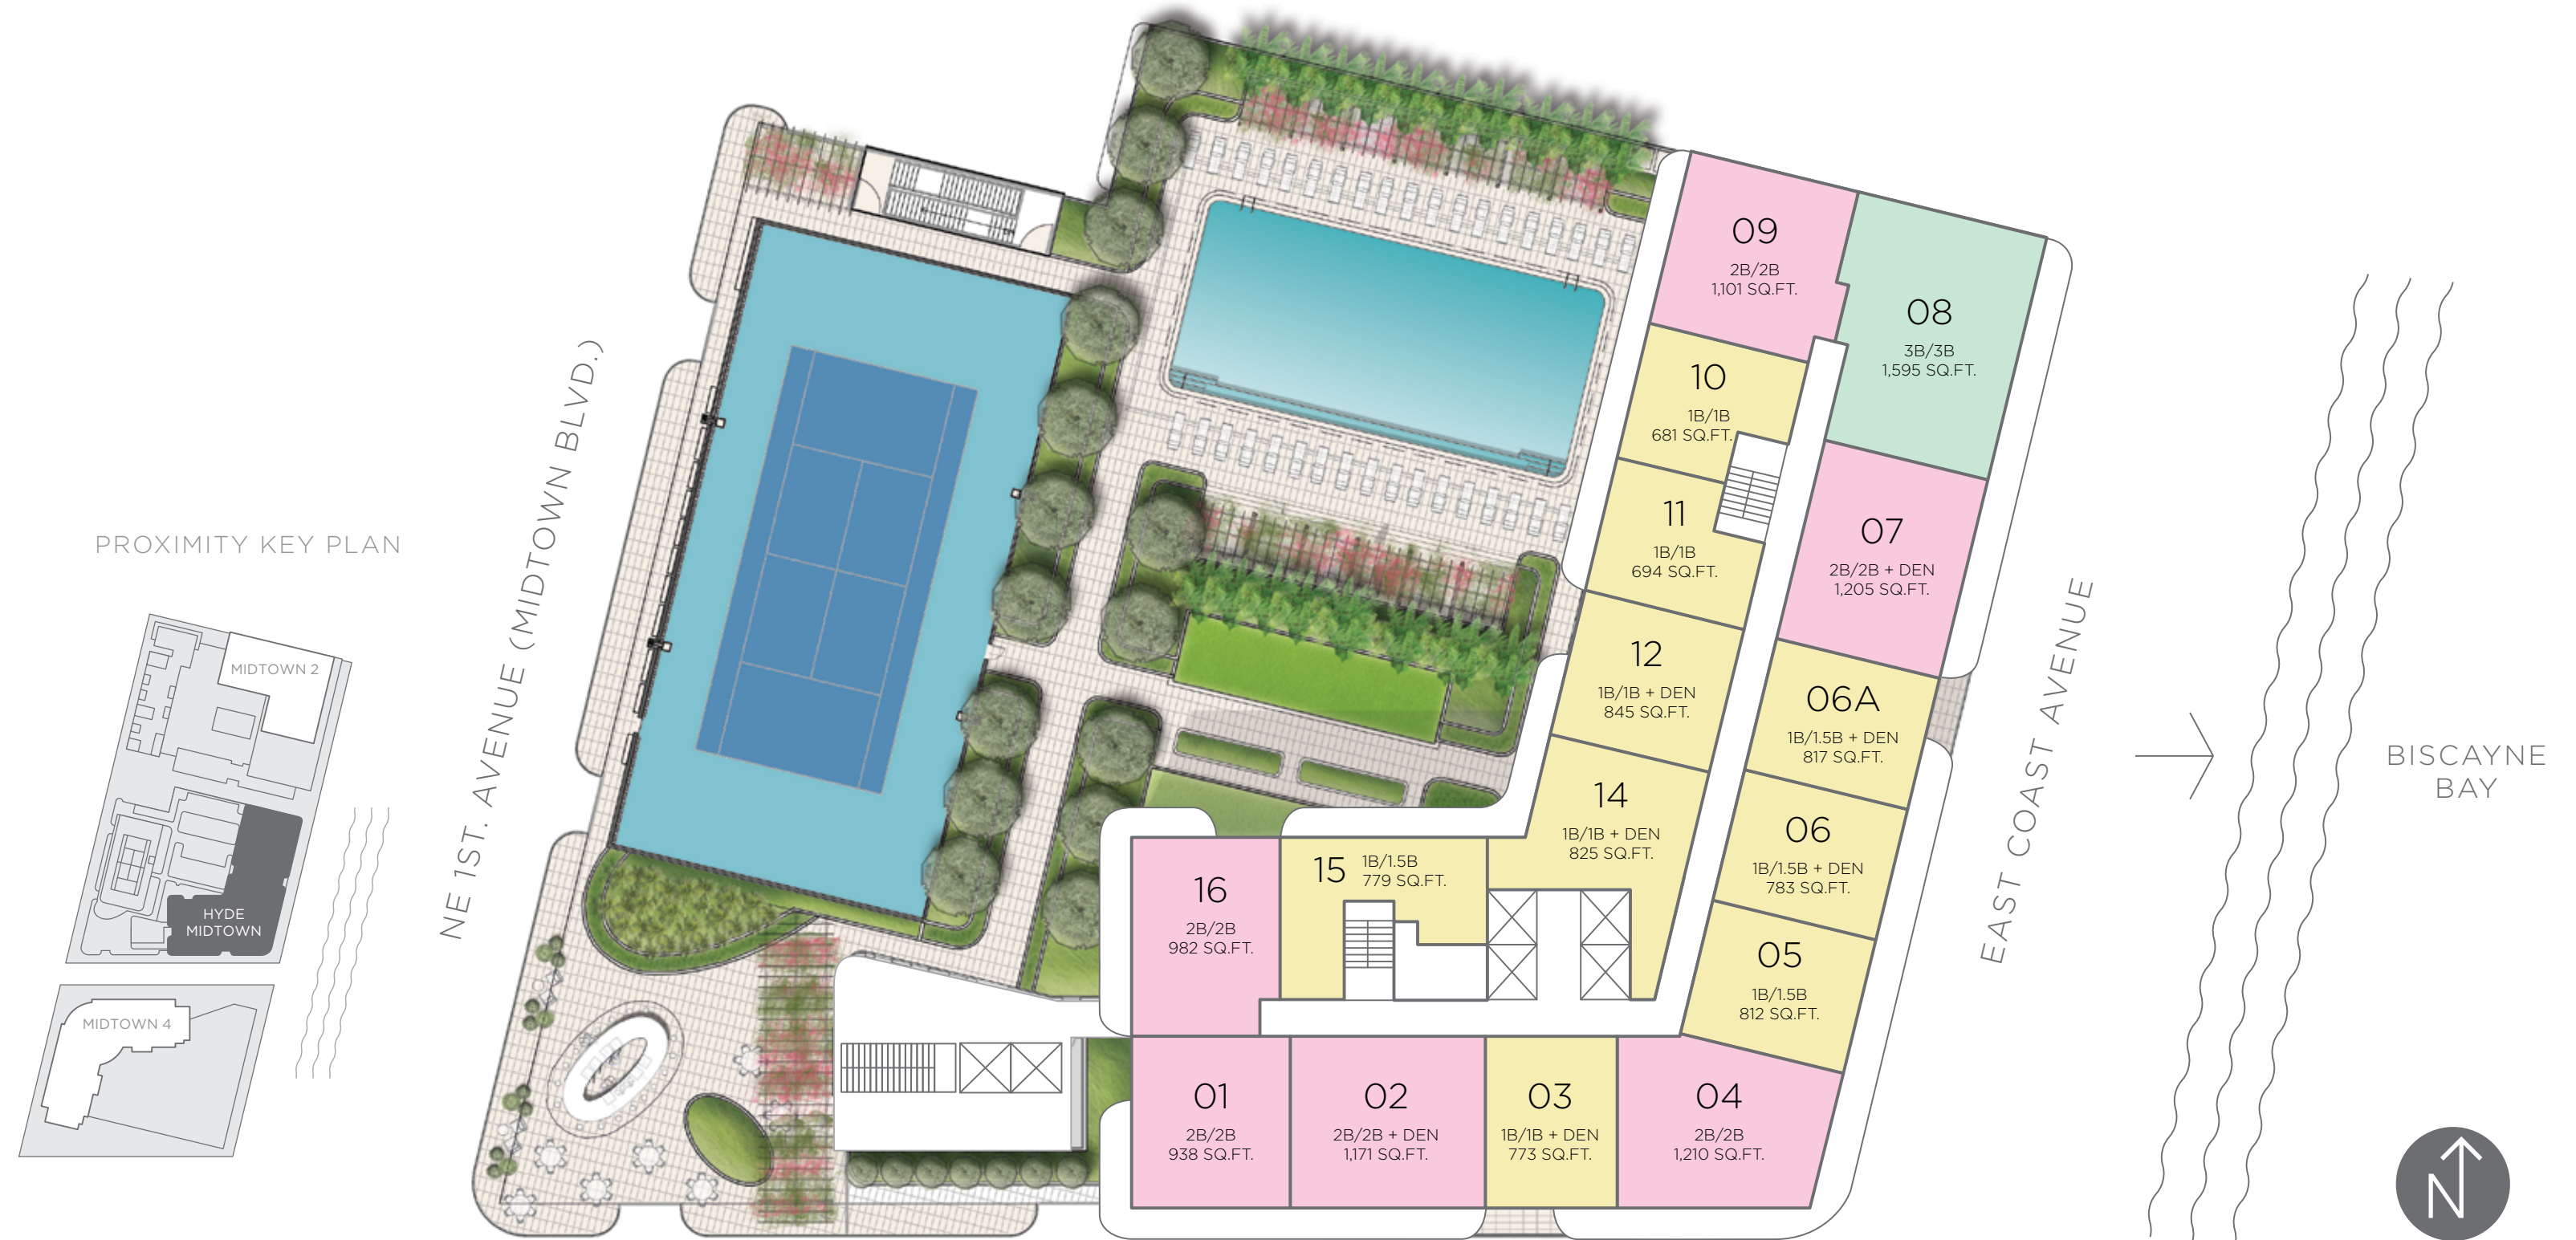 PROXIMITY KEY PLAN
MIDTOWN 2
HYDE
MIDTOWN
MIDTOWN 4
NE 1ST. AVENUE (MIDTOWN BLVD.)
09
2B/2B
1,101 SQ.FT.
08
3B/3B
1,595 SQ.FT.
10
1B/1B
681 SQ.FT.
11
1B/1B
694 SQ.FT.
07
2B/2B + DEN
1,205 SQ.FT.
12
1B/1B + DEN
845 SQ.FT.
06A
1B/1.5B + DEN
817 SQ.FT.
14
1B/1B + DEN
825 SQ.FT.
06
1B/1.5B + DEN
783 SQ.FT.
15
1B/1.5B
779 SQ.FT.
16
2B/2B
982 SQ.FT.
05
1B/1.5B
812 SQ.FT.
01
2B/2B
938 SQ.FT.
02
2B/2B + DEN
1,171 SQ.FT.
03
1B/1B + DEN
773 SQ.FT.
04
2B/2B
1,210 SQ.FT.
EAST COAST AVENUE
BISCAYNE
BAY
N